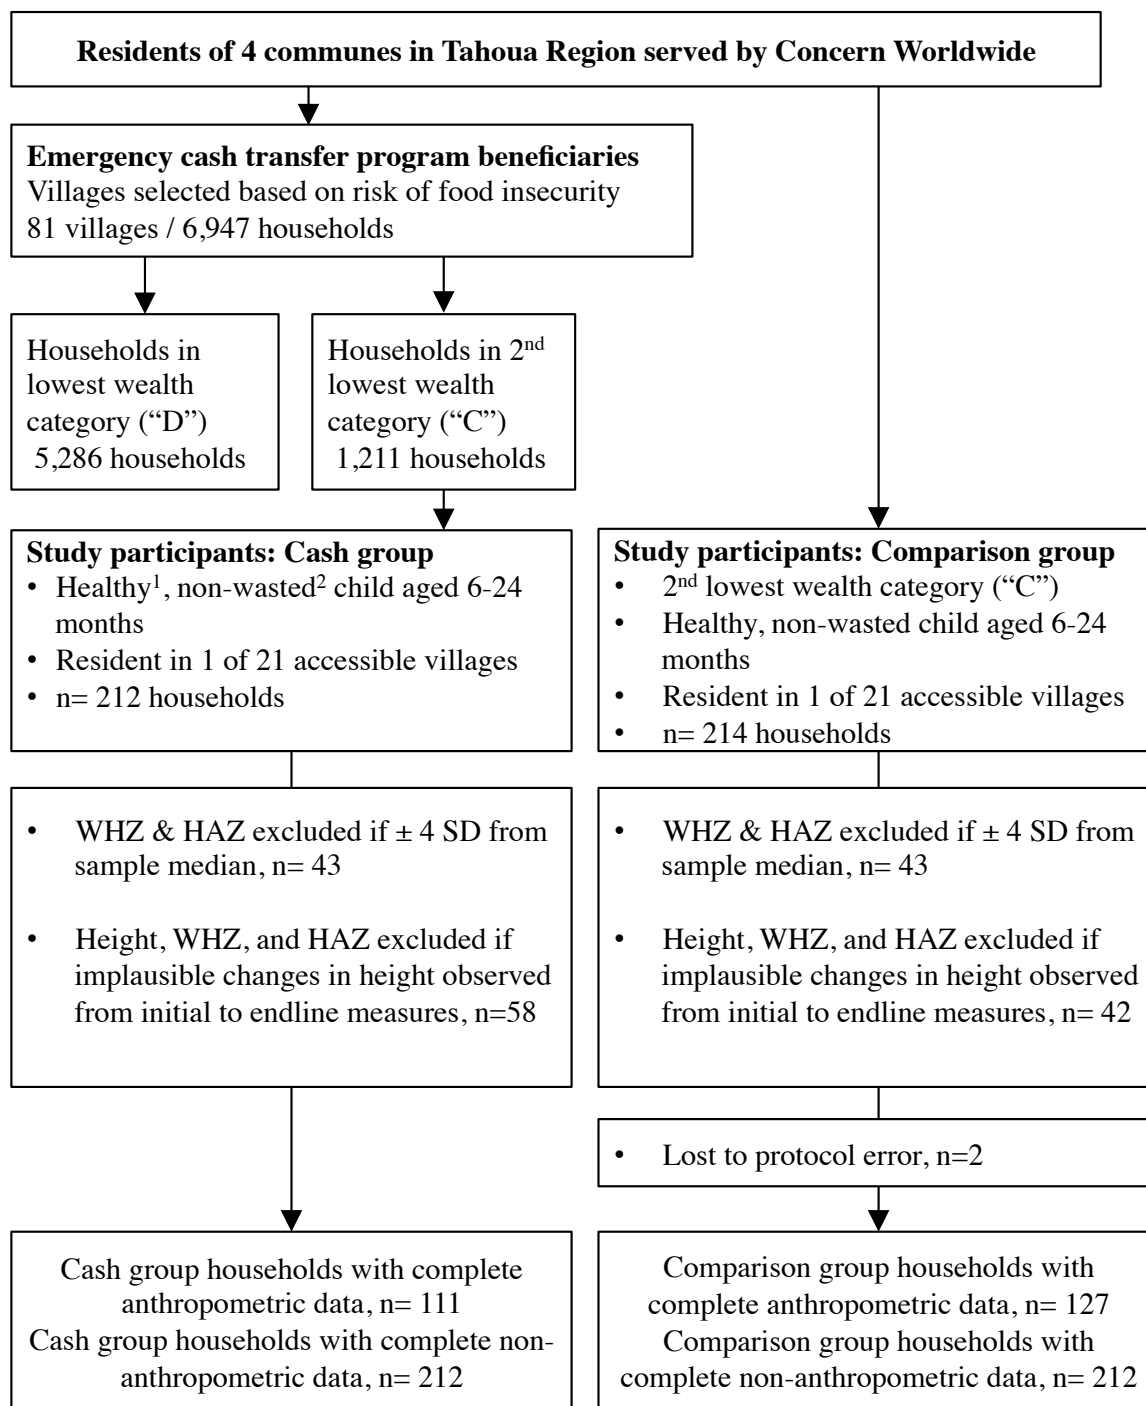 Residents of 4 communes in Tahoua Region served by Concern Worldwide
Emergency cash transfer program beneficiaries
Villages selected based on risk of food insecurity
81 villages / 6,947 households
Households in
lowest wealth
category (“D”)
5,286 households
Households in 2nd
lowest wealth
category (“C”)
1,211 households
Study participants: Cash group
• Healthy1, non-wasted2 child aged 6-24
months
• Resident in 1 of 21 accessible villages
• n= 212 households
Study participants: Comparison group
• 2nd lowest wealth category (“C”)
• Healthy, non-wasted child aged 6-24
months
• Resident in 1 of 21 accessible villages
• n= 214 households
• WHZ & HAZ excluded if ± 4 SD from
sample median, n= 43
• Height, WHZ, and HAZ excluded if
implausible changes in height observed
from initial to endline measures, n=58
• WHZ & HAZ excluded if ± 4 SD from
sample median, n= 43
• Height, WHZ, and HAZ excluded if
implausible changes in height observed
from initial to endline measures, n= 42
• Lost to protocol error, n=2
Cash group households with complete
anthropometric data, n= 111
Cash group households with complete non-
anthropometric data, n= 212
Comparison group households with
complete anthropometric data, n= 127
Comparison group households with
complete non-anthropometric data, n= 212